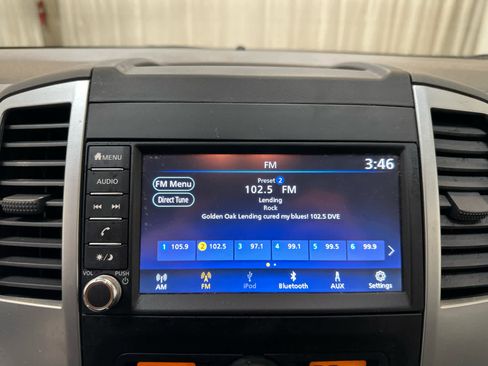 MENU
AUDIO
VOL PUSH
FM
3:46
FM Menu
Direct Tune
Preset 2
102.5 FM
Lending
Rock
Golden Oak Lending cured my blues! 102.5 DVE
1 105.9 2 102.5 3 97.1 4 99.1 5 99.5 6 99.9
AM FM iPod Bluetooth AUX Settings